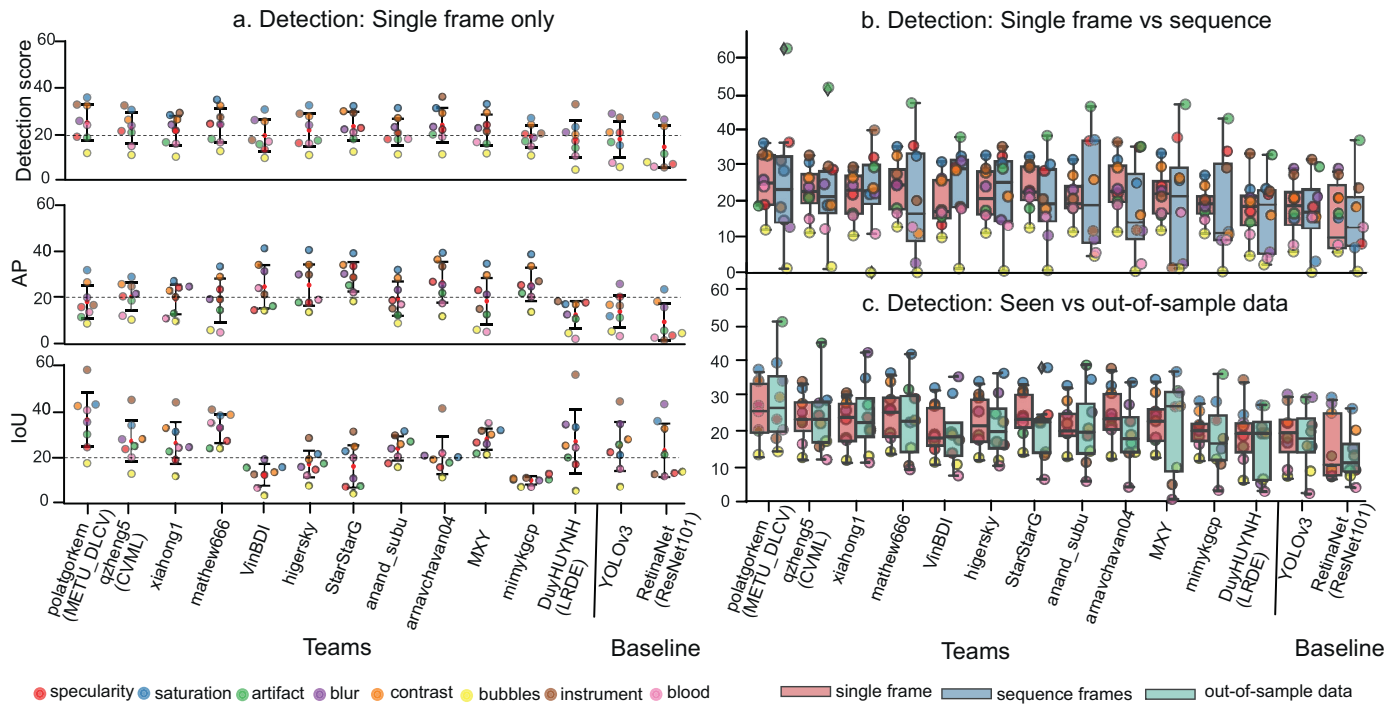 a. Detection: Single frame only
Detection score
60
40
20
0
AP
60
40
20
0
IoU
60
40
20
0
polatgorkem
(METU_DLCV)
qzheng5
(CVML)
xiahong1
mathew666
VinBDI
higersky
StarStarG
anand_subu
arnavchavan04
MXY
mimykgcp
DuyHUYNH
(LRDE)
YOLOv3
RetinaNet
(ResNet101)
Teams
Baseline
b. Detection: Single frame vs sequence
60
50
40
30
20
10
0
c. Detection: Seen vs out-of-sample data
60
50
40
30
20
10
0
polatgorkem
(METU_DLCV)
qzheng5
(CVML)
xiahong1
mathew666
VinBDI
higersky
StarStarG
anand_subu
arnavchavan04
MXY
mimykgcp
DuyHUYNH
(LRDE)
YOLOv3
RetinaNet
(ResNet101)
Teams
Baseline
specularity saturation artifact blur contrast bubbles instrument blood
single frame sequence frames out-of-sample data